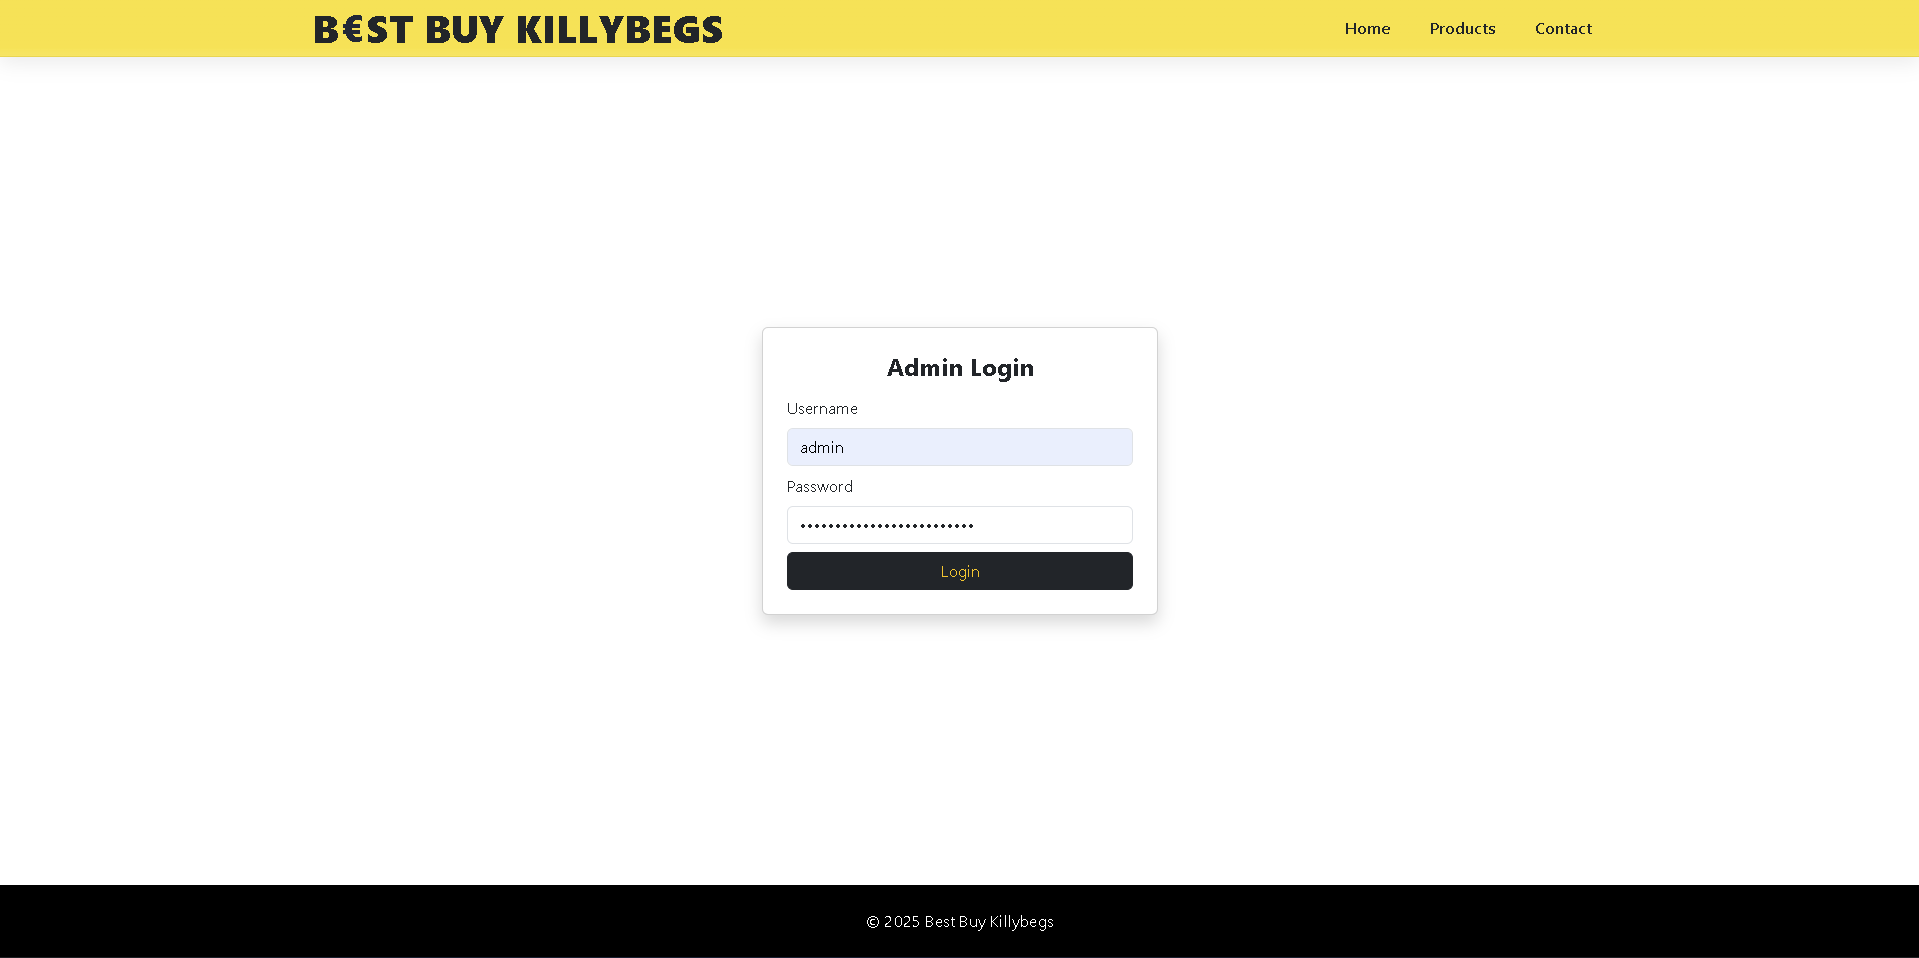 B€ST BUY KILLYBEGS
Home Products Contact
Admin Login
Username
admin
Password
•••••••••••••••••••••••••
Login
© 2025 Best Buy Killybegs